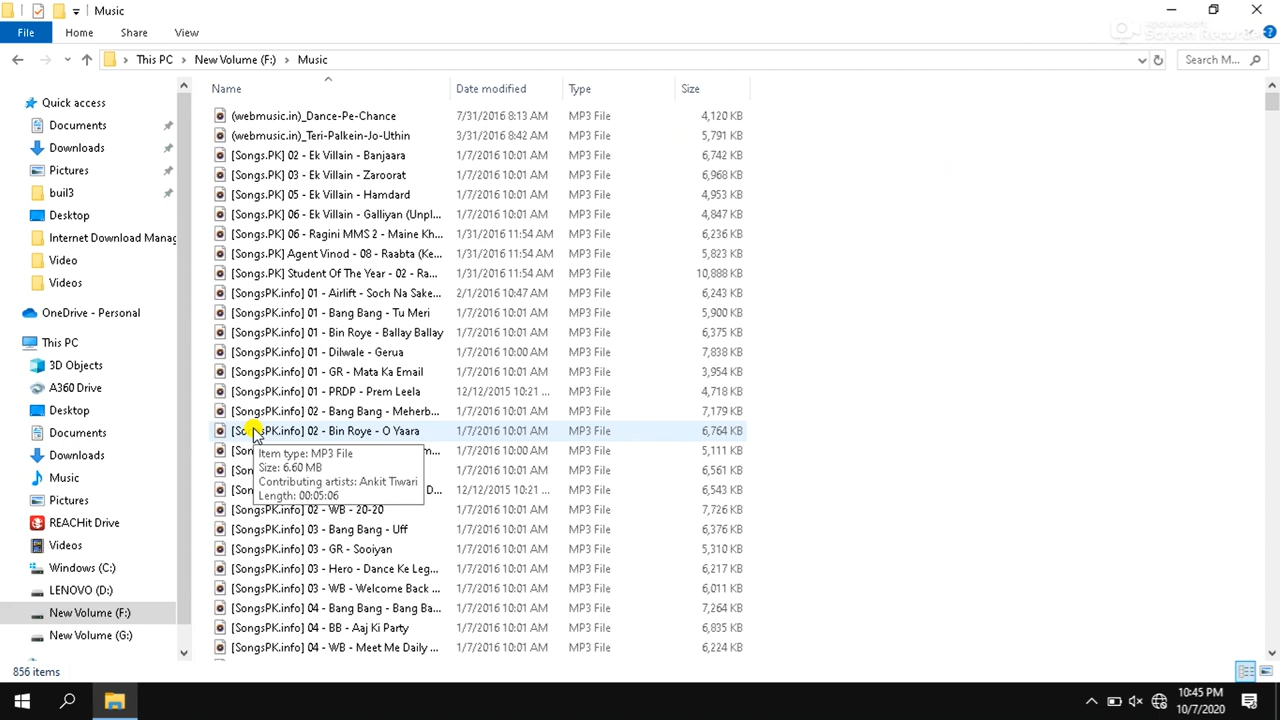 Music
File Home Share View
Screen Recorder
This PC New Volume (F:) Music
Search M...
Name Date modified Type Size
Quick access
Documents
Downloads
Pictures
buil3
Desktop
Internet Download Manag
Video
Videos
OneDrive - Personal
This PC
3D Objects
A360 Drive
Desktop
Documents
Downloads
Music
Pictures
REACHit Drive
Videos
Windows (C:)
LENOVO (D:)
New Volume (F:)
New Volume (G:)
(webmusic.in)_Dance-Pe-Chance 7/31/2016 8:13 AM MP3 File 4,120 KB
(webmusic.in)_Teri-Palkein-Jo-Uthin 3/31/2016 8:42 AM MP3 File 5,791 KB
[Songs.PK] 02 - Ek Villain - Banjaara 1/7/2016 10:01 AM MP3 File 6,742 KB
[Songs.PK] 03 - Ek Villain - Zaroorat 1/7/2016 10:01 AM MP3 File 6,968 KB
[Songs.PK] 05 - Ek Villain - Hamdard 1/7/2016 10:01 AM MP3 File 4,953 KB
[Songs.PK] 06 - Ek Villain - Galliyan (Unpl... 1/7/2016 10:01 AM MP3 File 4,847 KB
[Songs.PK] 06 - Ragini MMS 2 - Maine Kh... 1/31/2016 11:54 AM MP3 File 6,236 KB
[Songs.PK] Agent Vinod - 08 - Raabta (Ke... 1/31/2016 11:54 AM MP3 File 5,823 KB
[Songs.PK] Student Of The Year - 02 - Ra... 1/31/2016 11:54 AM MP3 File 10,888 KB
[SongsPK.info] 01 - Airlift - Soch Na Sake... 2/1/2016 10:47 AM MP3 File 6,243 KB
[SongsPK.info] 01 - Bang Bang - Tu Meri 1/7/2016 10:01 AM MP3 File 5,900 KB
[SongsPK.info] 01 - Bin Roye - Ballay Ballay 1/7/2016 10:01 AM MP3 File 6,375 KB
[SongsPK.info] 01 - Dilwale - Gerua 1/7/2016 10:00 AM MP3 File 7,838 KB
[SongsPK.info] 01 - GR - Mata Ka Email 1/7/2016 10:01 AM MP3 File 3,954 KB
[SongsPK.info] 01 - PRDP - Prem Leela 12/12/2015 10:21 ... MP3 File 4,718 KB
[SongsPK.info] 02 - Bang Bang - Meherb... 1/7/2016 10:01 AM MP3 File 7,179 KB
[SongsPK.info] 02 - Bin Roye - O Yaara 1/7/2016 10:01 AM MP3 File 6,764 KB
[Son m... 1/7/2016 10:00 AM MP3 File 5,111 KB
[Son 1/7/2016 10:01 AM MP3 File 6,561 KB
[Son D... 12/12/2015 10:21 ... MP3 File 6,543 KB
Item type: MP3 File
Size: 6.60 MB
Contributing artists: Ankit Tiwari
Length: 00:05:06
[SongsPK.info] 02 - WB - 20-20 1/7/2016 10:01 AM MP3 File 7,726 KB
[SongsPK.info] 03 - Bang Bang - Uff 1/7/2016 10:01 AM MP3 File 6,376 KB
[SongsPK.info] 03 - GR - Sooiyan 1/7/2016 10:01 AM MP3 File 5,310 KB
[SongsPK.info] 03 - Hero - Dance Ke Leg... 1/7/2016 10:01 AM MP3 File 6,217 KB
[SongsPK.info] 03 - WB - Welcome Back ... 1/7/2016 10:01 AM MP3 File 6,011 KB
[SongsPK.info] 04 - Bang Bang - Bang Ba... 1/7/2016 10:01 AM MP3 File 7,264 KB
[SongsPK.info] 04 - BB - Aaj Ki Party 1/7/2016 10:01 AM MP3 File 6,835 KB
[SongsPK.info] 04 - WB - Meet Me Daily ... 1/7/2016 10:01 AM MP3 File 6,224 KB
856 items
10:45 PM
10/7/2020